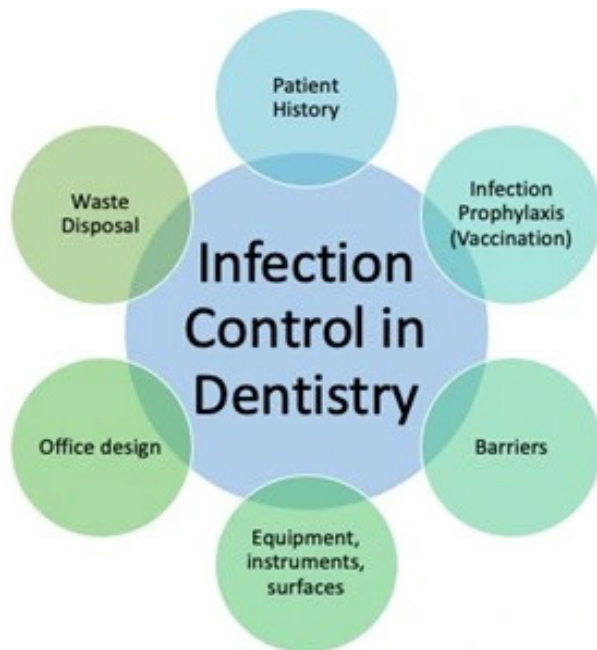 Patient
History
Infection
Prophylaxis
(Vaccination)
Barriers
Equipment,
instruments,
surfaces
Office design
Waste
Disposal
Infection
Control in
Dentistry